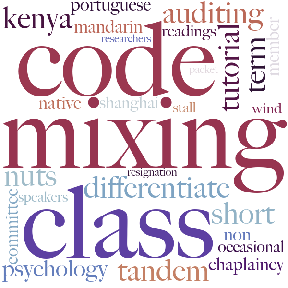 portuguese
kenya
auditing
mandarin
readings
researchers
member
code
tutorial
term
packet
native
shanghai
stall
wind
mixing
resignation
nuts
differentiate
committee
speakers
class
short
non
occasional
psychology
tandem
chaplaincy